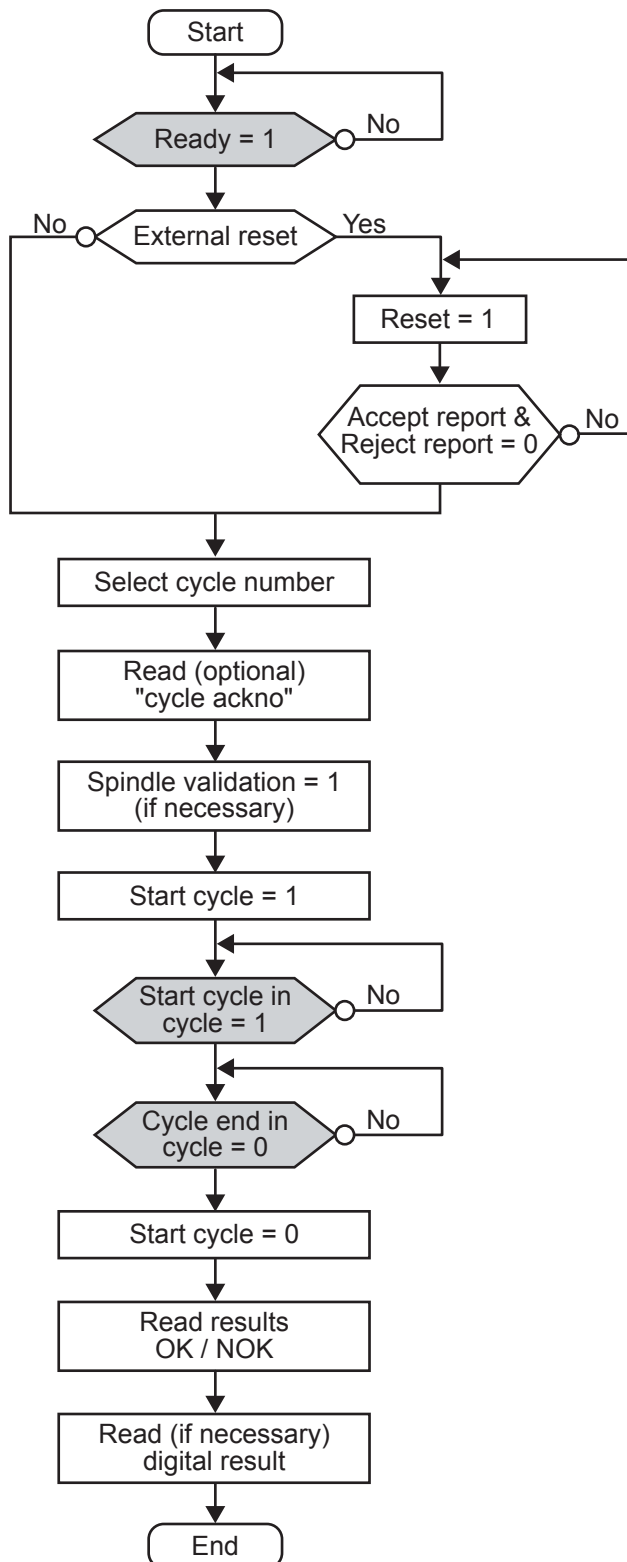 Start
Ready = 1
No
No
External reset
Yes
Reset = 1
Accept report &
Reject report = 0
No
Select cycle number
Read (optional)
"cycle ackno"
Spindle validation = 1
(if necessary)
Start cycle = 1
Start cycle in
cycle = 1
No
Cycle end in
cycle = 0
No
Start cycle = 0
Read results
OK / NOK
Read (if necessary)
digital result
End